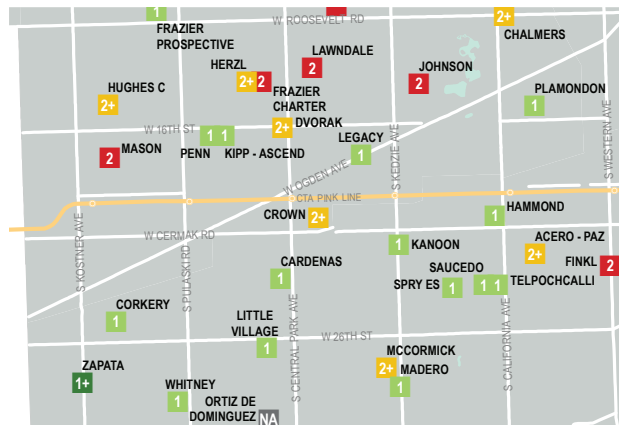 W. ROOSEVELT RD
FRAZIER
PROSPECTIVE
2+
CHALMERS
HERZL
2+
2
LAWNDALE
2
JOHNSON
2
HUGHES C
2+
FRAZIER
CHARTER
PLAMONDON
1
2+
DVORAK
W 16TH ST
1
1
PENN
KIPP - ASCEND
LEGACY
1
MASON
2
W OGDEN AVE
S KEDZIE AVE
S WESTERN AVE
CTA PINK LINE
CROWN
2+
HAMMOND
1
W CERMAK RD
S KOSTNER AVE
S PULASKI RD
KANOON
1
ACERO - PAZ
2+
FINKL
2
CARDENAS
1
SAUCEDO
SPRY ES
1
1
1
TELPOCHCALLI
CORKERY
1
LITTLE
VILLAGE
1
S CENTRAL PARK AVE
W 26TH ST
S CALIFORNIA AVE
MCCORMICK
2+
MADERO
1
ZAPATA
1+
WHITNEY
1
ORTIZ DE
DOMINGUEZ
NA